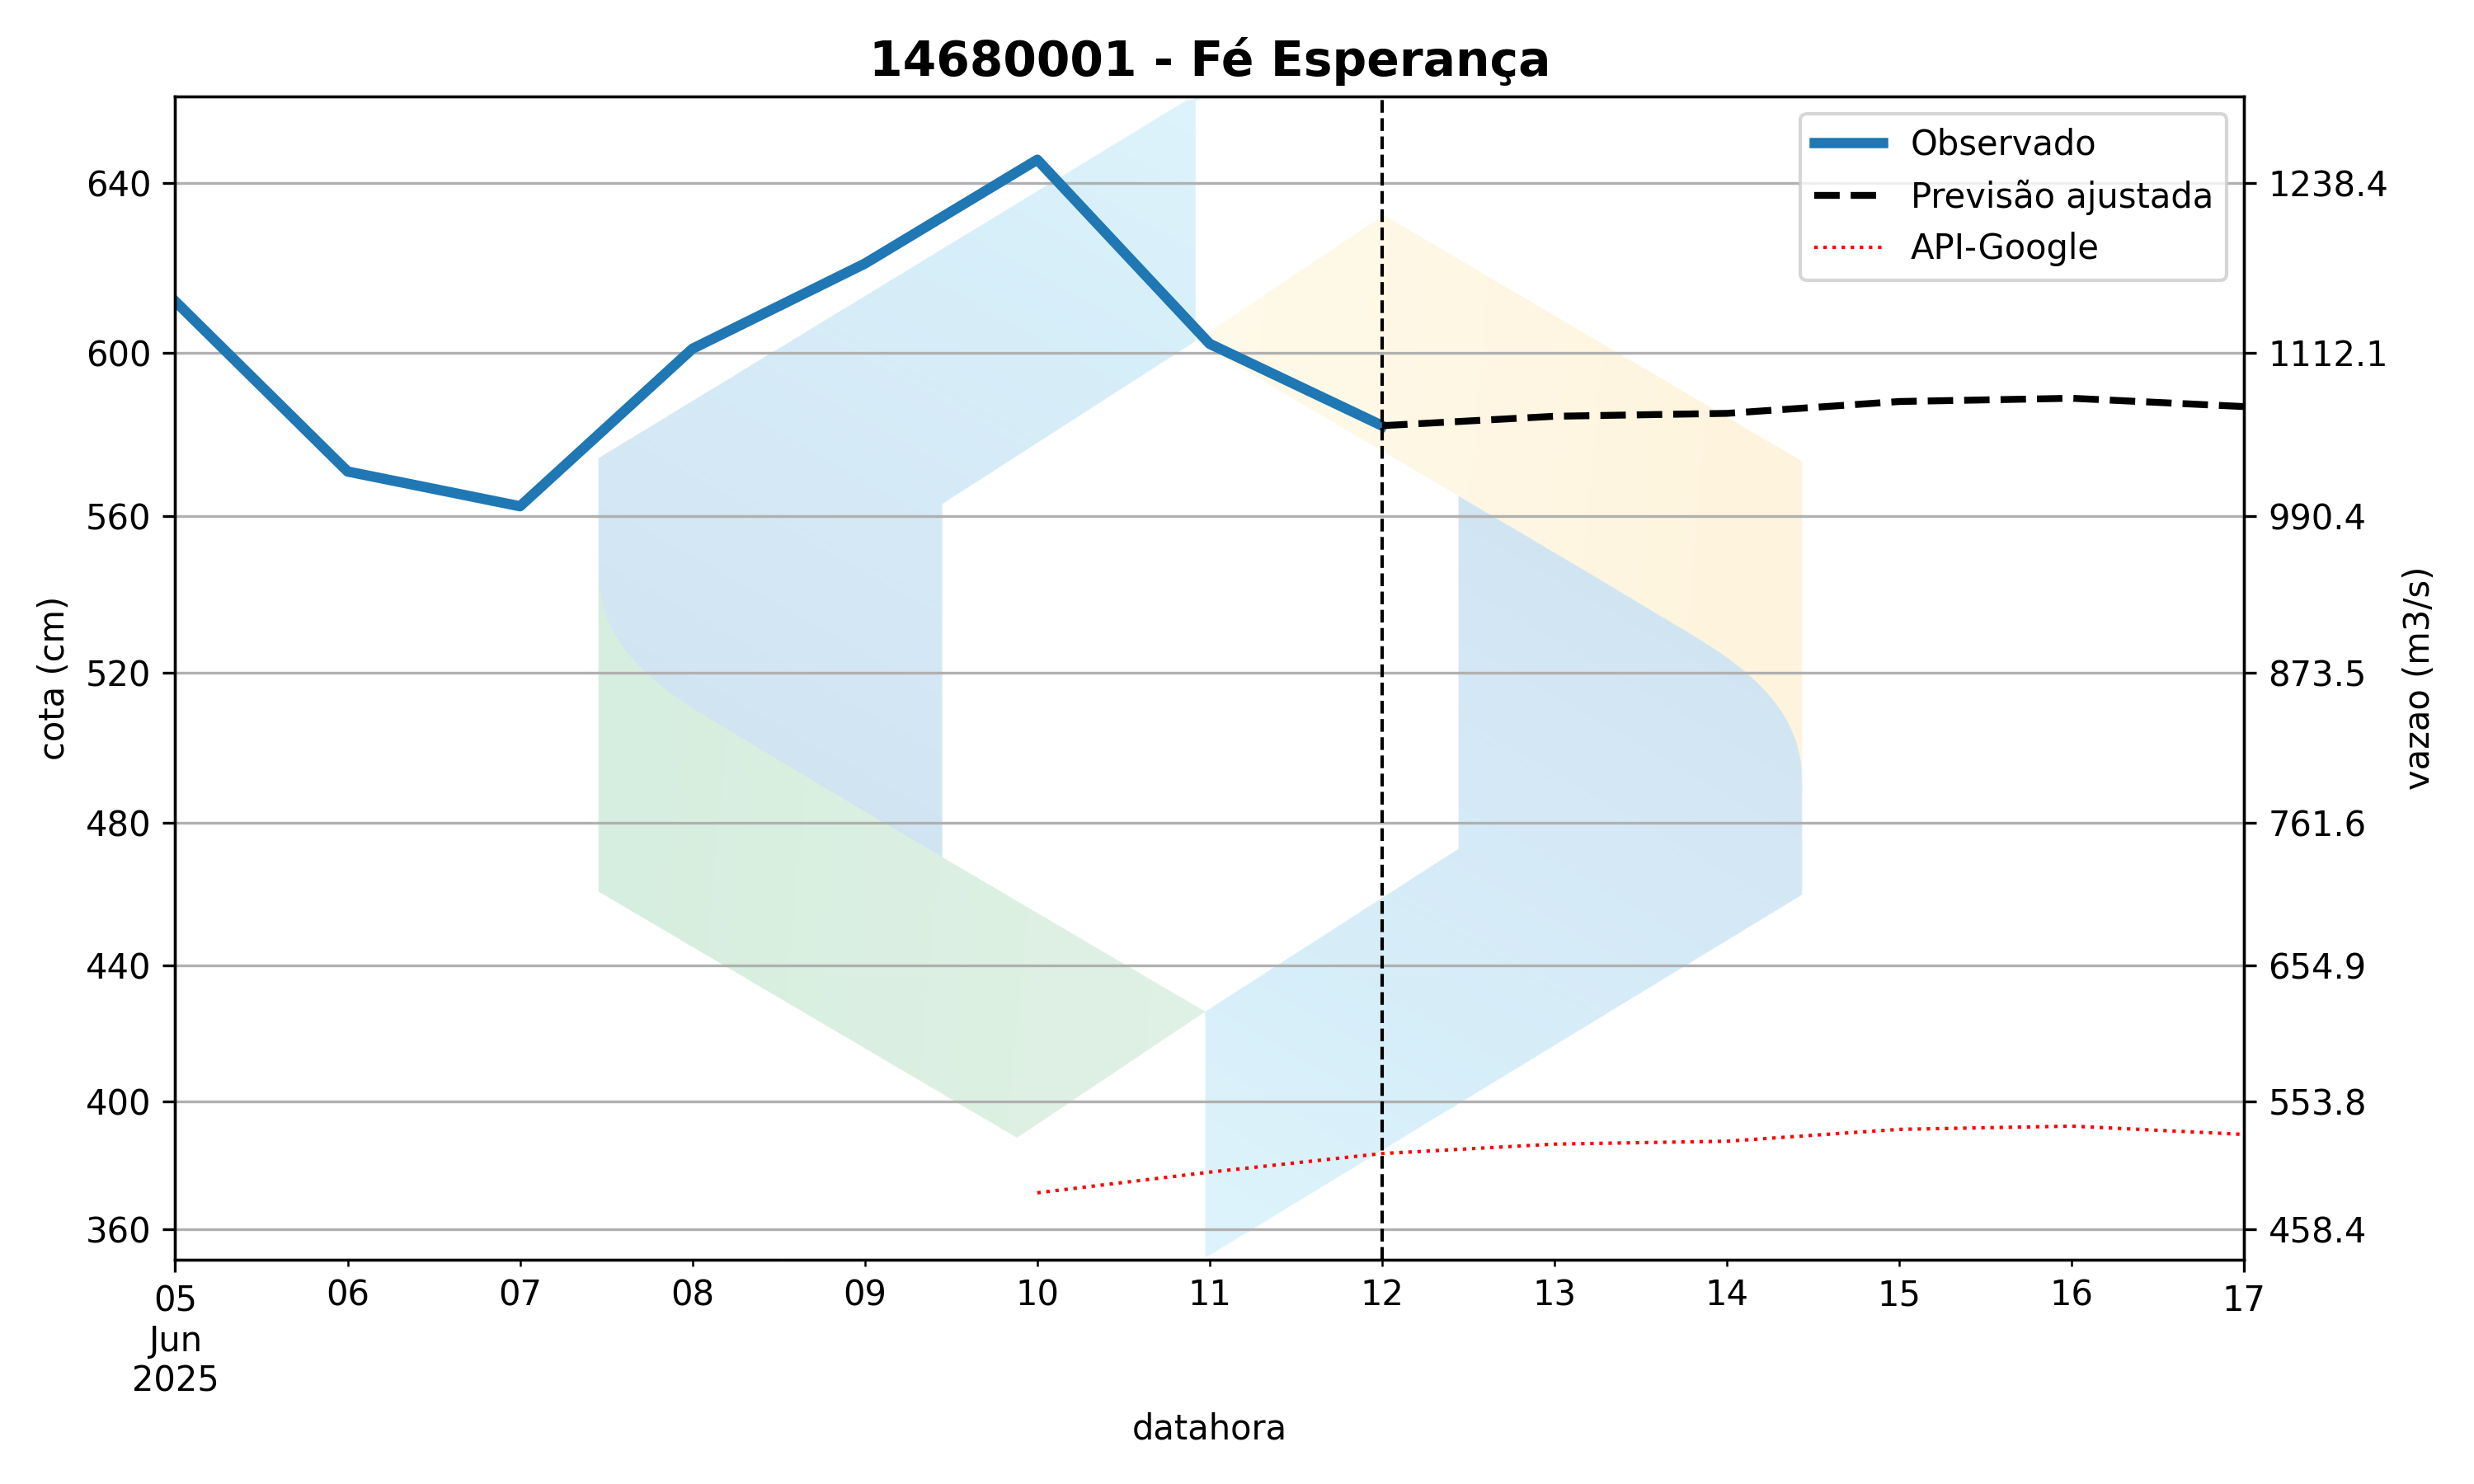 14680001 - Fé Esperança
Observado
Previsão ajustada
API-Google
640
600
560
520
480
440
400
360
cota (cm)
1238.4
1112.1
990.4
873.5
761.6
654.9
553.8
458.4
vazao (m3/s)
05 06 07 08 09 10 11 12 13 14 15 16 17
Jun
2025
datahora